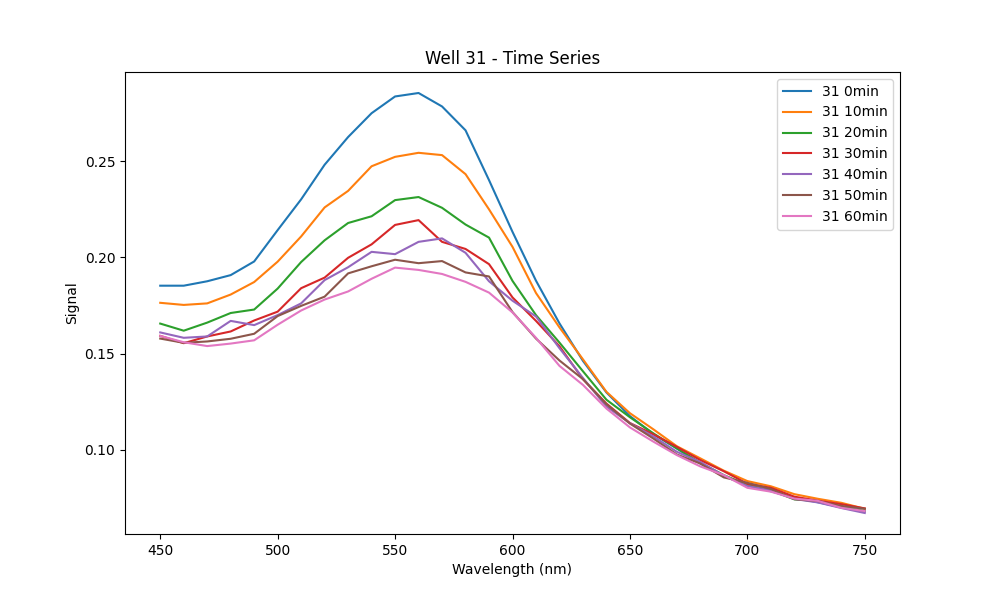 Well 31 - Time Series
31 0min
31 10min
31 20min
31 30min
31 40min
31 50min
31 60min
Signal
0.25
0.20
0.15
0.10
450 500 550 600 650 700 750
Wavelength (nm)